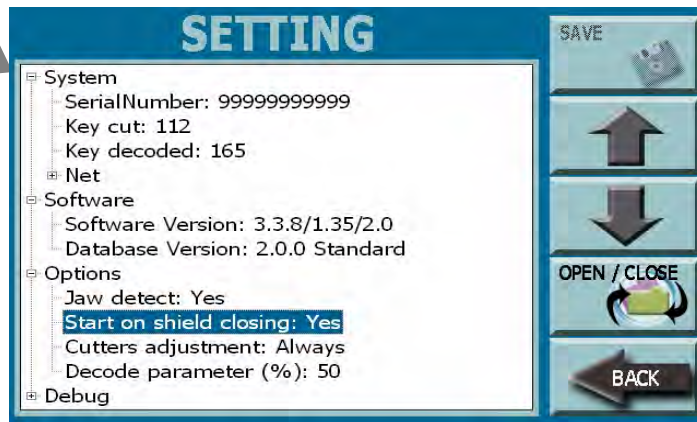 SETTING
System
SerialNumber: 99999999999
Key cut: 112
Key decoded: 165
Net
Software
Software Version: 3.3.8/1.35/2.0
Database Version: 2.0.0 Standard
Options
Jaw detect: Yes
Start on shield closing: Yes
Cutters adjustment: Always
Decode parameter (%): 50
Debug
SAVE
OPEN / CLOSE
BACK